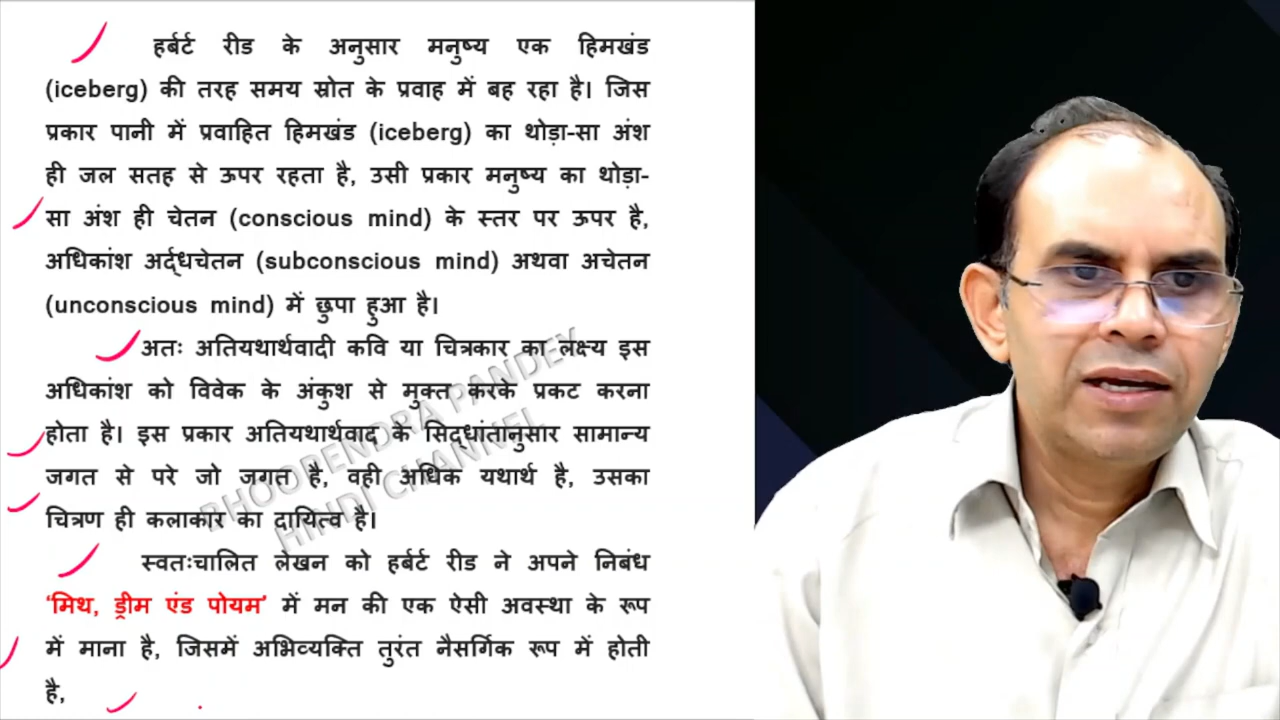 हर्बर्ट रीड के अनुसार मनुष्य एक हिमखंड
(iceberg) की तरह समय स्रोत के प्रवाह में बह रहा है। जिस
प्रकार पानी में प्रवाहित हिमखंड (iceberg) का थोड़ा-सा अंश
ही जल सतह से ऊपर रहता है, उसी प्रकार मनुष्य का थोड़ा-
सा अंश ही चेतन (conscious mind) के स्तर पर ऊपर है,
अधिकांश अर्द्धचेतन (subconscious mind) अथवा अचेतन
(unconscious mind) में छुपा हुआ है।
अतः अतियथार्थवादी कवि या चित्रकार का लक्ष्य इस
अधिकांश को विवेक के अंकुश से मुक्त करके प्रकट करना
होता है। इस प्रकार अतियथार्थवाद के सिद्धांतानुसार सामान्य
जगत से परे जो जगत है, वही अधिक यथार्थ है, उसका
चित्रण ही कलाकार का दायित्व है।
स्वतःचालित लेखन को हर्बर्ट रीड ने अपने निबंध
‘मिथ, ड्रीम एंड पोयम’ में मन की एक ऐसी अवस्था के रूप
में माना है, जिसमें अभिव्यक्ति तुरंत नैसर्गिक रूप में होती
है,
BHOOPENDRA PANDEY
HINDI CHANNEL